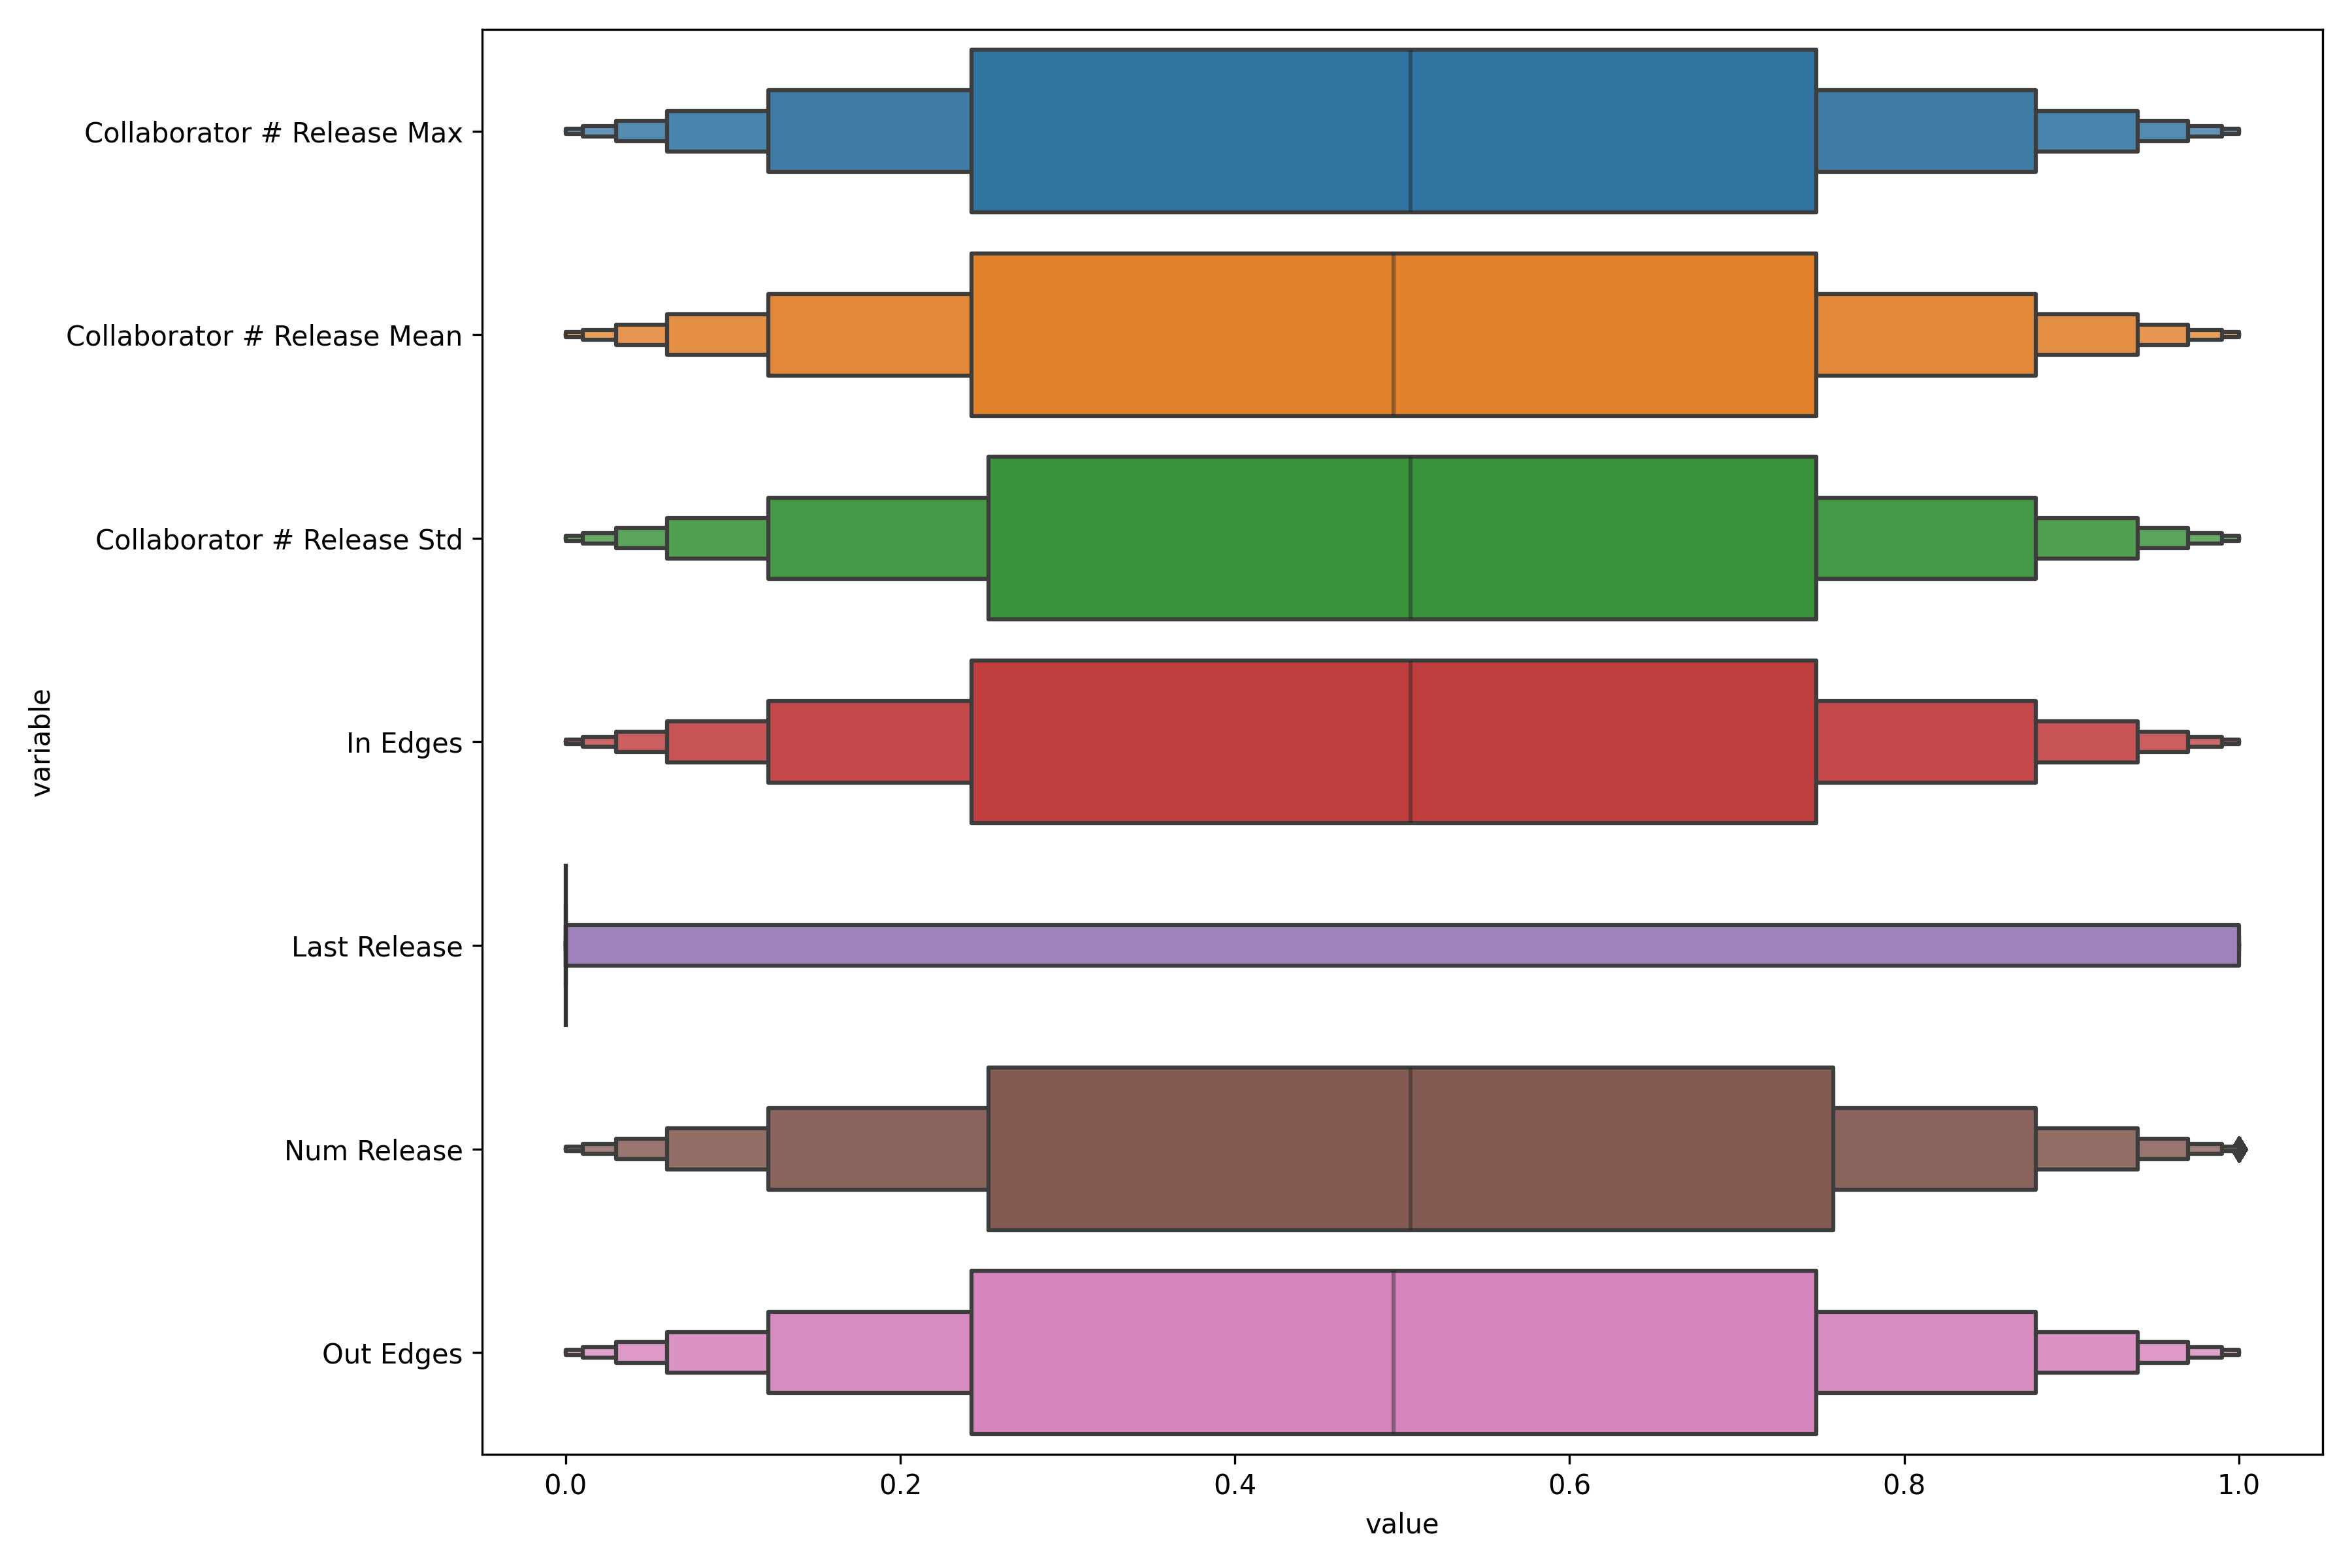 variable
Collaborator # Release Max
Collaborator # Release Mean
Collaborator # Release Std
In Edges
Last Release
Num Release
Out Edges
0.0 0.2 0.4 0.6 0.8 1.0
value